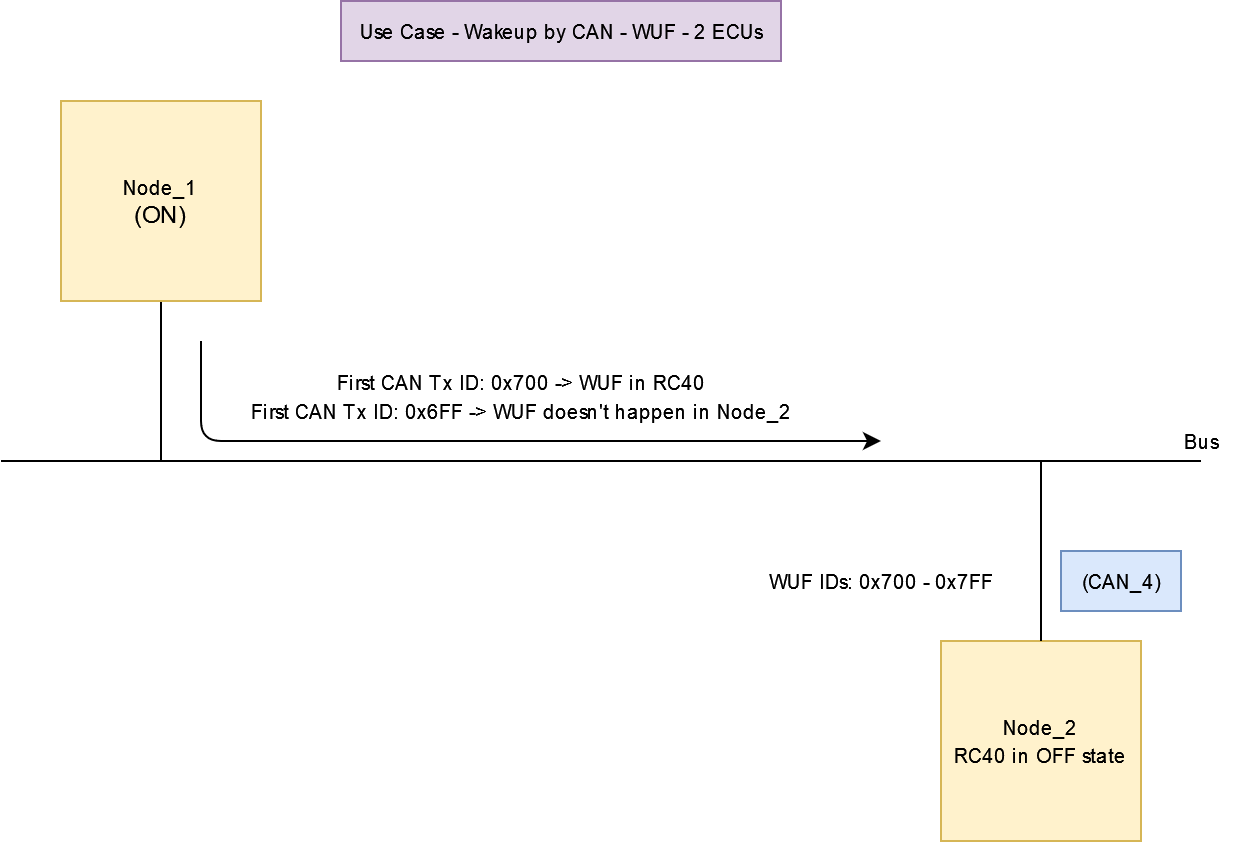 Use Case - Wakeup by CAN - WUF - 2 ECUs
Node_1
(ON)
First CAN Tx ID: 0x700 -> WUF in RC40
First CAN Tx ID: 0x6FF -> WUF doesn't happen in Node_2
Bus
WUF IDs: 0x700 - 0x7FF
(CAN_4)
Node_2
RC40 in OFF state